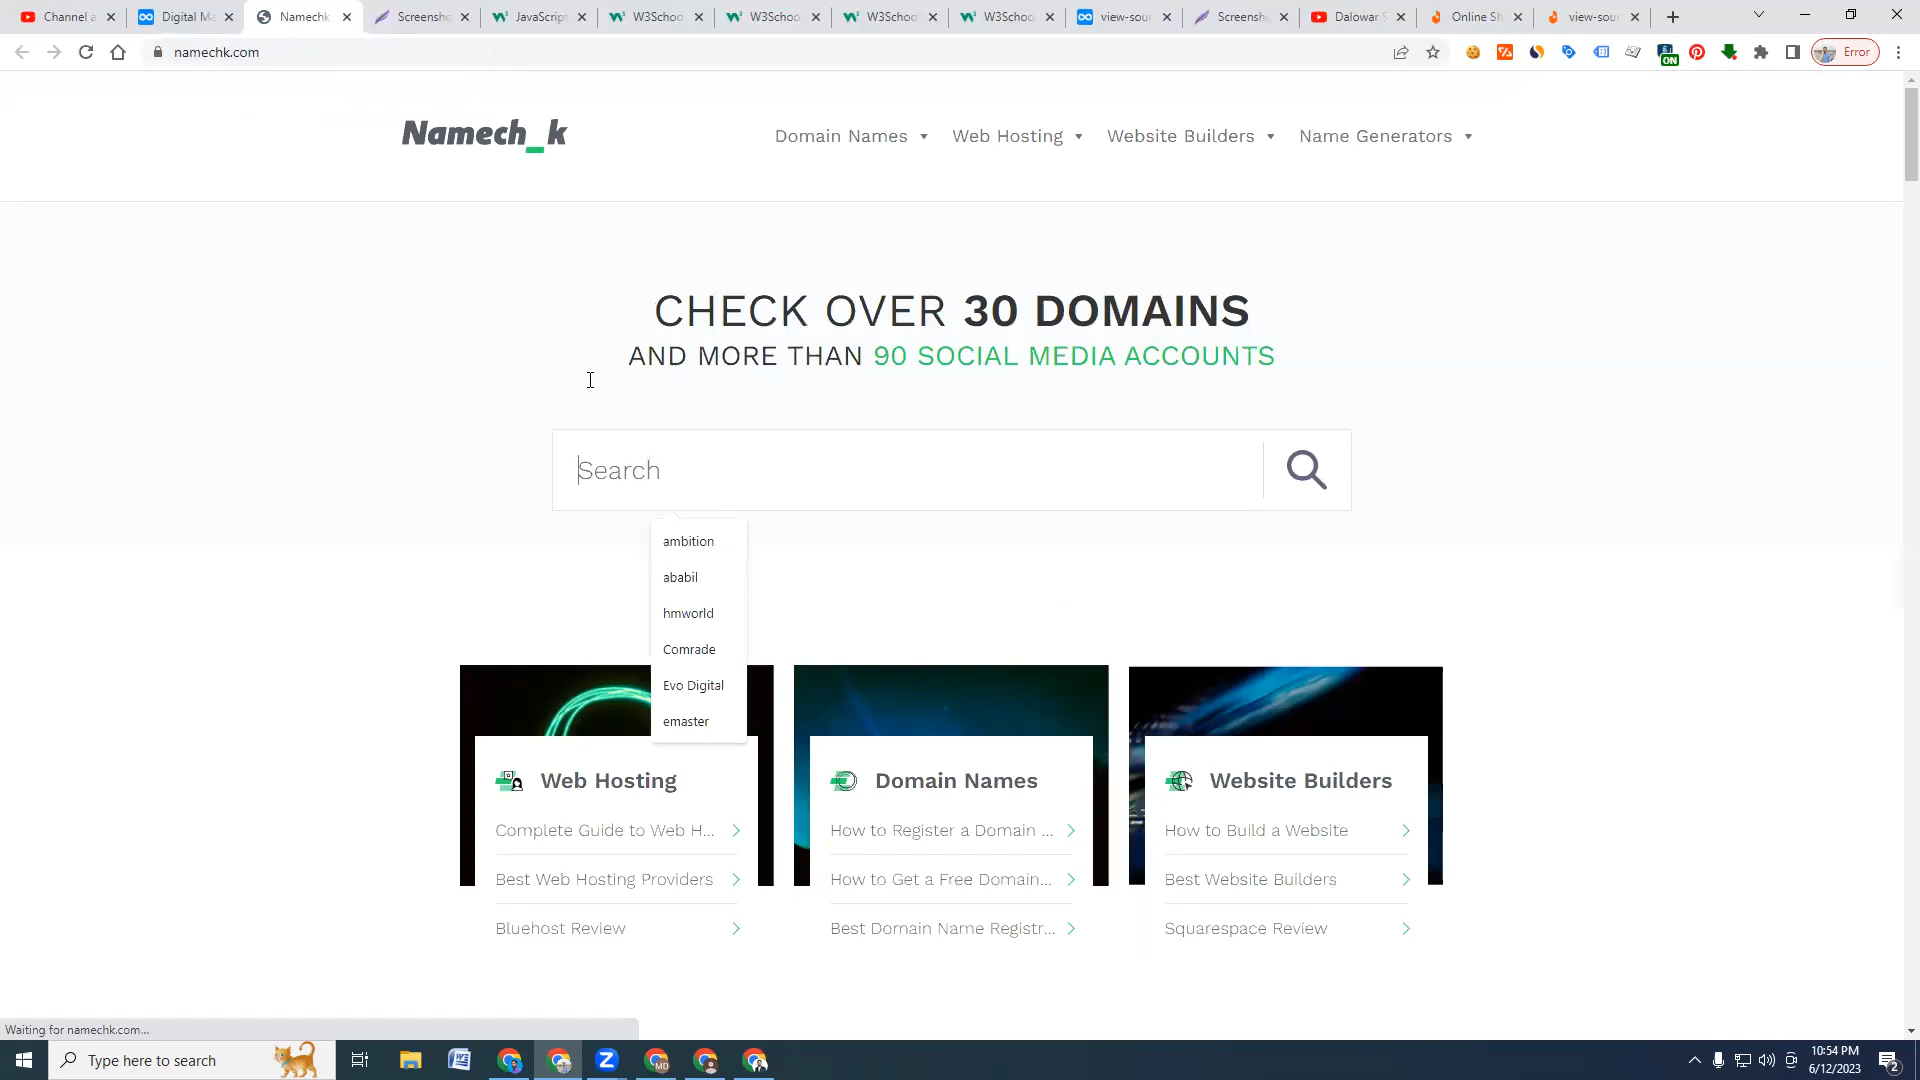 Channel a
Digital Ma
Namechk
Screensho
JavaScript
W3Schoo
W3Schoo
W3Schoo
W3Schoo
view-sour
Screensho
Dalowar S
Online Sh
view-sour
namechk.com
ON
Error
Namech_k
Domain Names
Web Hosting
Website Builders
Name Generators
CHECK OVER 30 DOMAINS
AND MORE THAN 90 SOCIAL MEDIA ACCOUNTS
Search
ambition
ababil
hmworld
Comrade
Evo Digital
emaster
Web Hosting
Complete Guide to Web H...
Best Web Hosting Providers
Bluehost Review
Domain Names
How to Register a Domain ...
How to Get a Free Domain...
Best Domain Name Registr...
Website Builders
How to Build a Website
Best Website Builders
Squarespace Review
Waiting for namechk.com...
Type here to search
MD
10:54 PM
6/12/2023
2